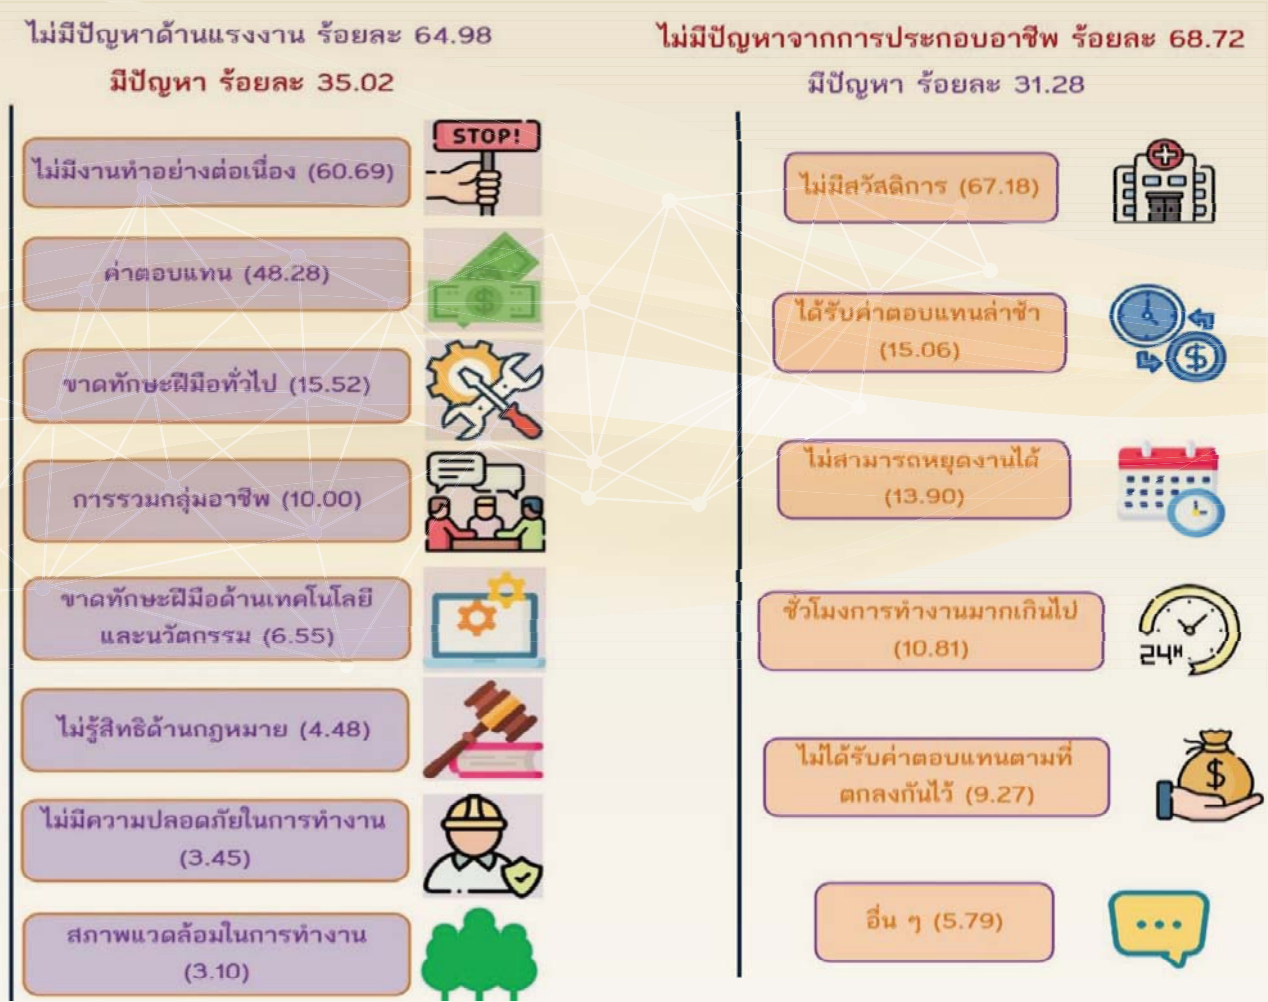 ไม่มีปัญหาด้านแรงงาน ร้อยละ 64.98
มีปัญหา ร้อยละ 35.02
ไม่มีงานทำอย่างต่อเนื่อง (60.69)
STOP!
ค่าตอบแทน (48.28)
ขาดทักษะฝีมือทั่วไป (15.52)
การรวมกลุ่มอาชีพ (10.00)
ขาดทักษะฝีมือด้านเทคโนโลยี
และนวัตกรรม (6.55)
ไม่รู้สิทธิด้านกฎหมาย (4.48)
ไม่มีความปลอดภัยในการทำงาน
(3.45)
สภาพแวดล้อมในการทำงาน
(3.10)
ไม่มีปัญหาจากการประกอบอาชีพ ร้อยละ 68.72
มีปัญหา ร้อยละ 31.28
ไม่มีสวัสดิการ (67.18)
ได้รับค่าตอบแทนล่าช้า
(15.06)
ไม่สามารถหยุดงานได้
(13.90)
ชั่วโมงการทำงานมากเกินไป
(10.81)
24H
ไม่ได้รับค่าตอบแทนตามที่
ตกลงกันไว้ (9.27)
อื่น ๆ (5.79)